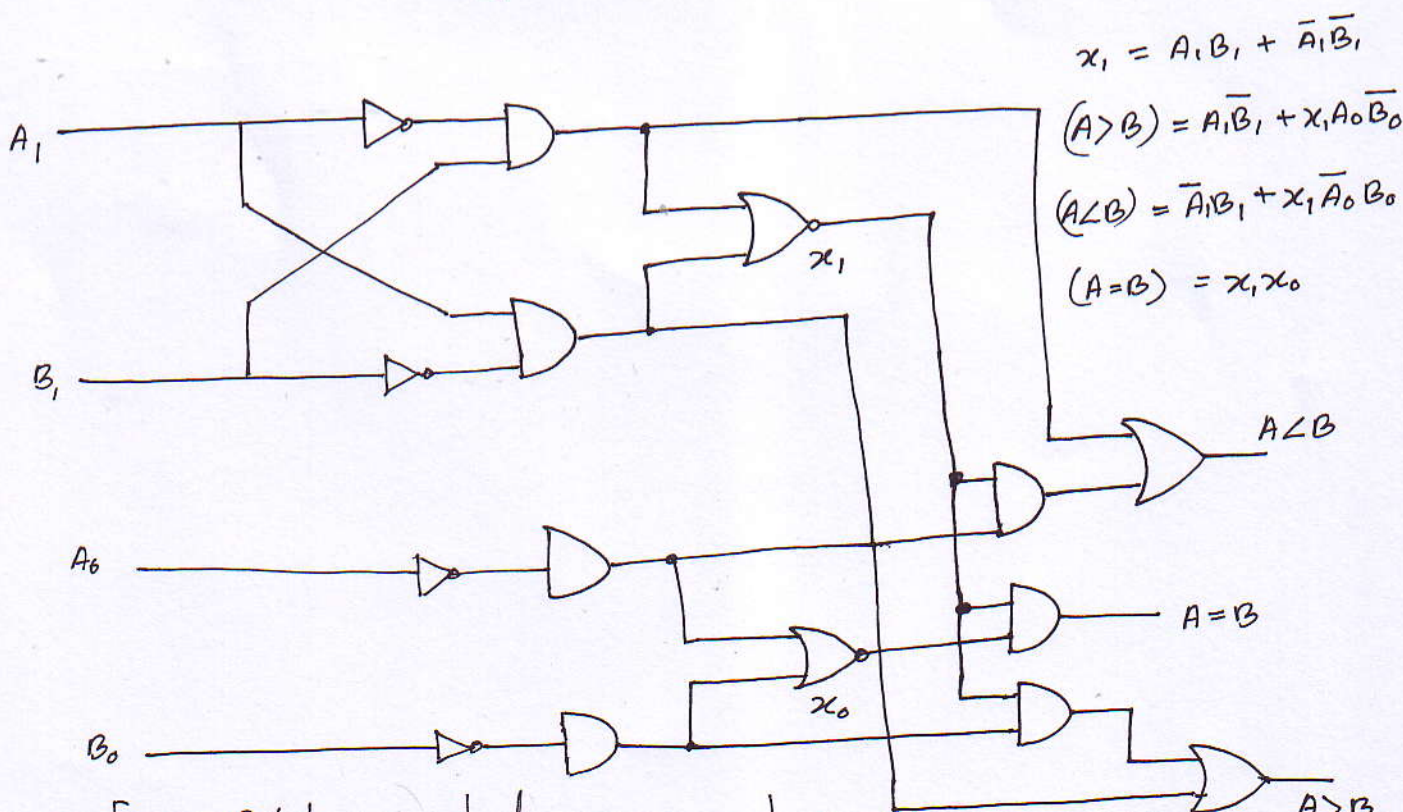 x₁ = A₁B₁ + A̅₁B̅₁
(A>B) = A₁B̅₁ + x₁A₀B̅₀
(A<B) = A̅₁B₁ + x₁A̅₀B₀
(A=B) = x₁x₀
A₁
x₁
B₁
A<B
A₀
A=B
x₀
B₀
A>B